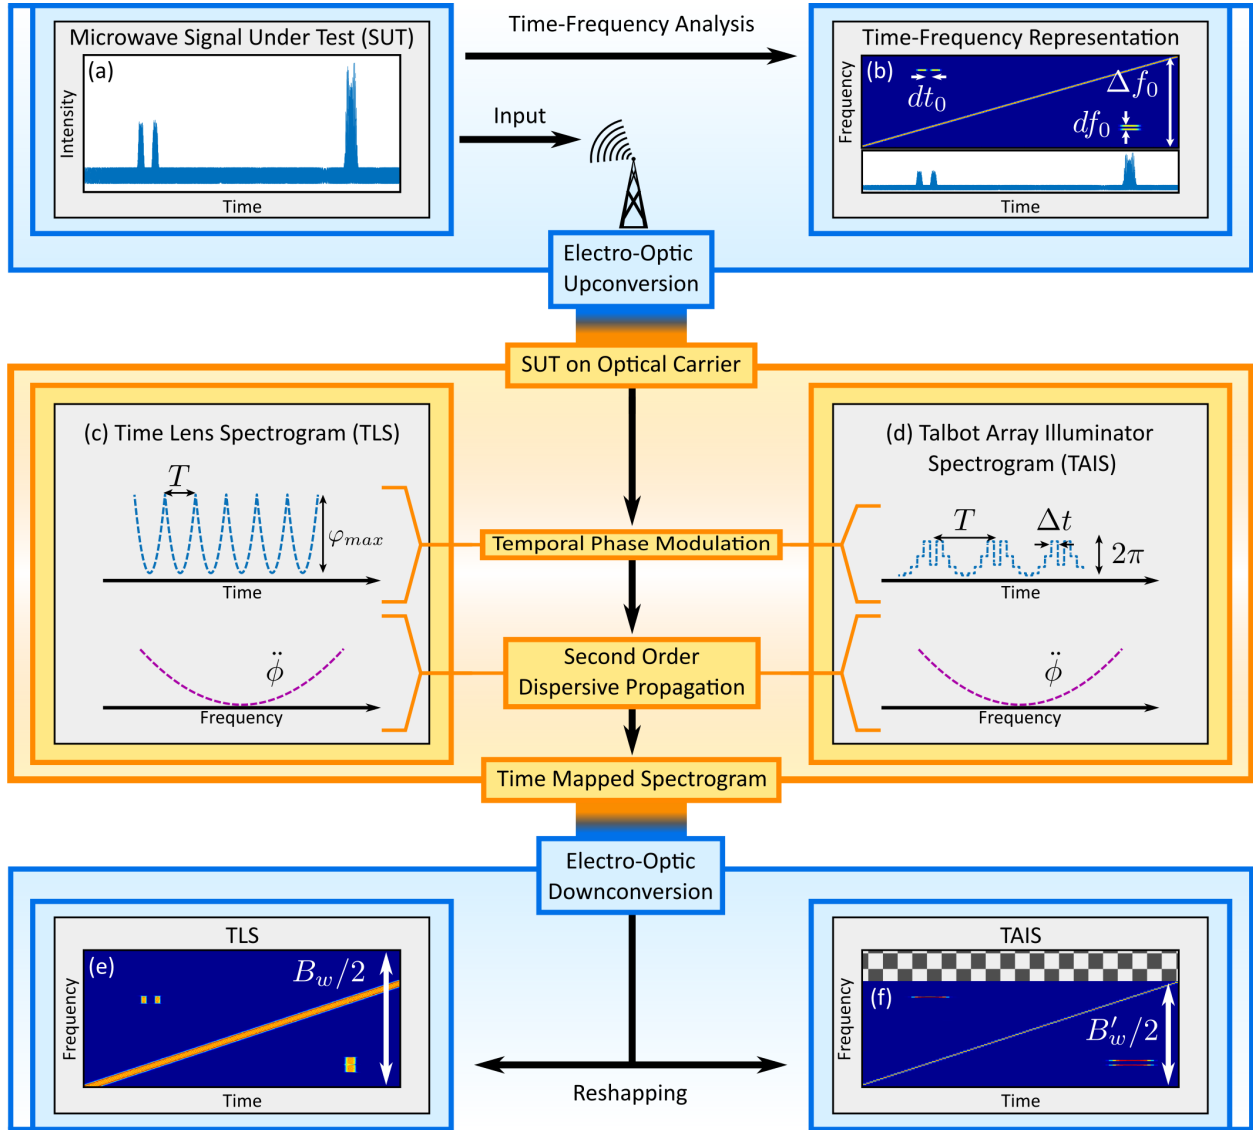 Microwave Signal Under Test (SUT)
(a)
Intensity
Time
Time-Frequency Analysis
Input
Time-Frequency Representation
(b)
Frequency
dt₀
Δf₀
df₀
Time
Electro-Optic
Upconversion
SUT on Optical Carrier
(c) Time Lens Spectrogram (TLS)
T
φₘₐₓ
Time
ϕ̈
Frequency
Temporal Phase Modulation
Second Order
Dispersive Propagation
(d) Talbot Array Illuminator
Spectrogram (TAIS)
T
Δt
2π
Time
ϕ̈
Frequency
Time Mapped Spectrogram
Electro-Optic
Downconversion
TLS
(e)
B_w/2
Frequency
Time
Reshapping
TAIS
(f)
B′_w/2
Frequency
Time